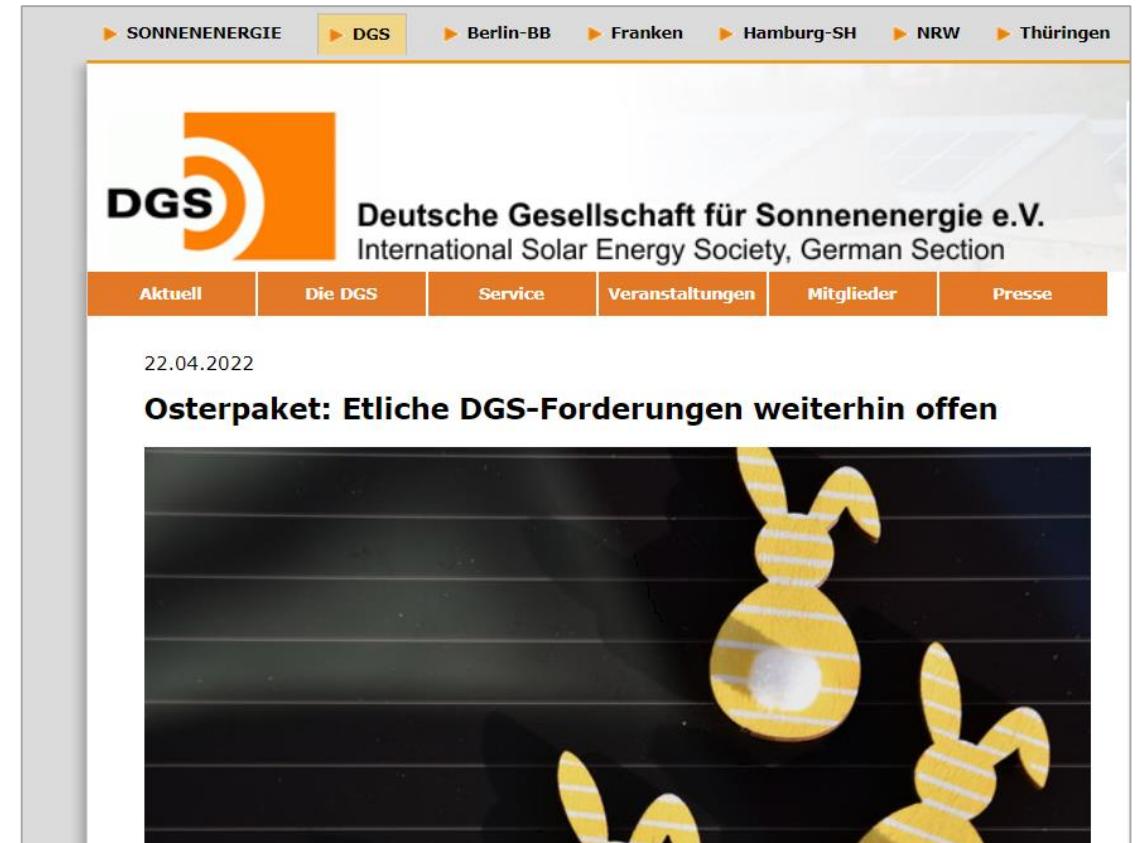 SONNENENERGIE DGS Berlin-BB Franken Hamburg-SH NRW Thüringen
DGS
Deutsche Gesellschaft für Sonnenenergie e.V.
International Solar Energy Society, German Section
Aktuell Die DGS Service Veranstaltungen Mitglieder Presse
22.04.2022
Osterpaket: Etliche DGS-Forderungen weiterhin offen